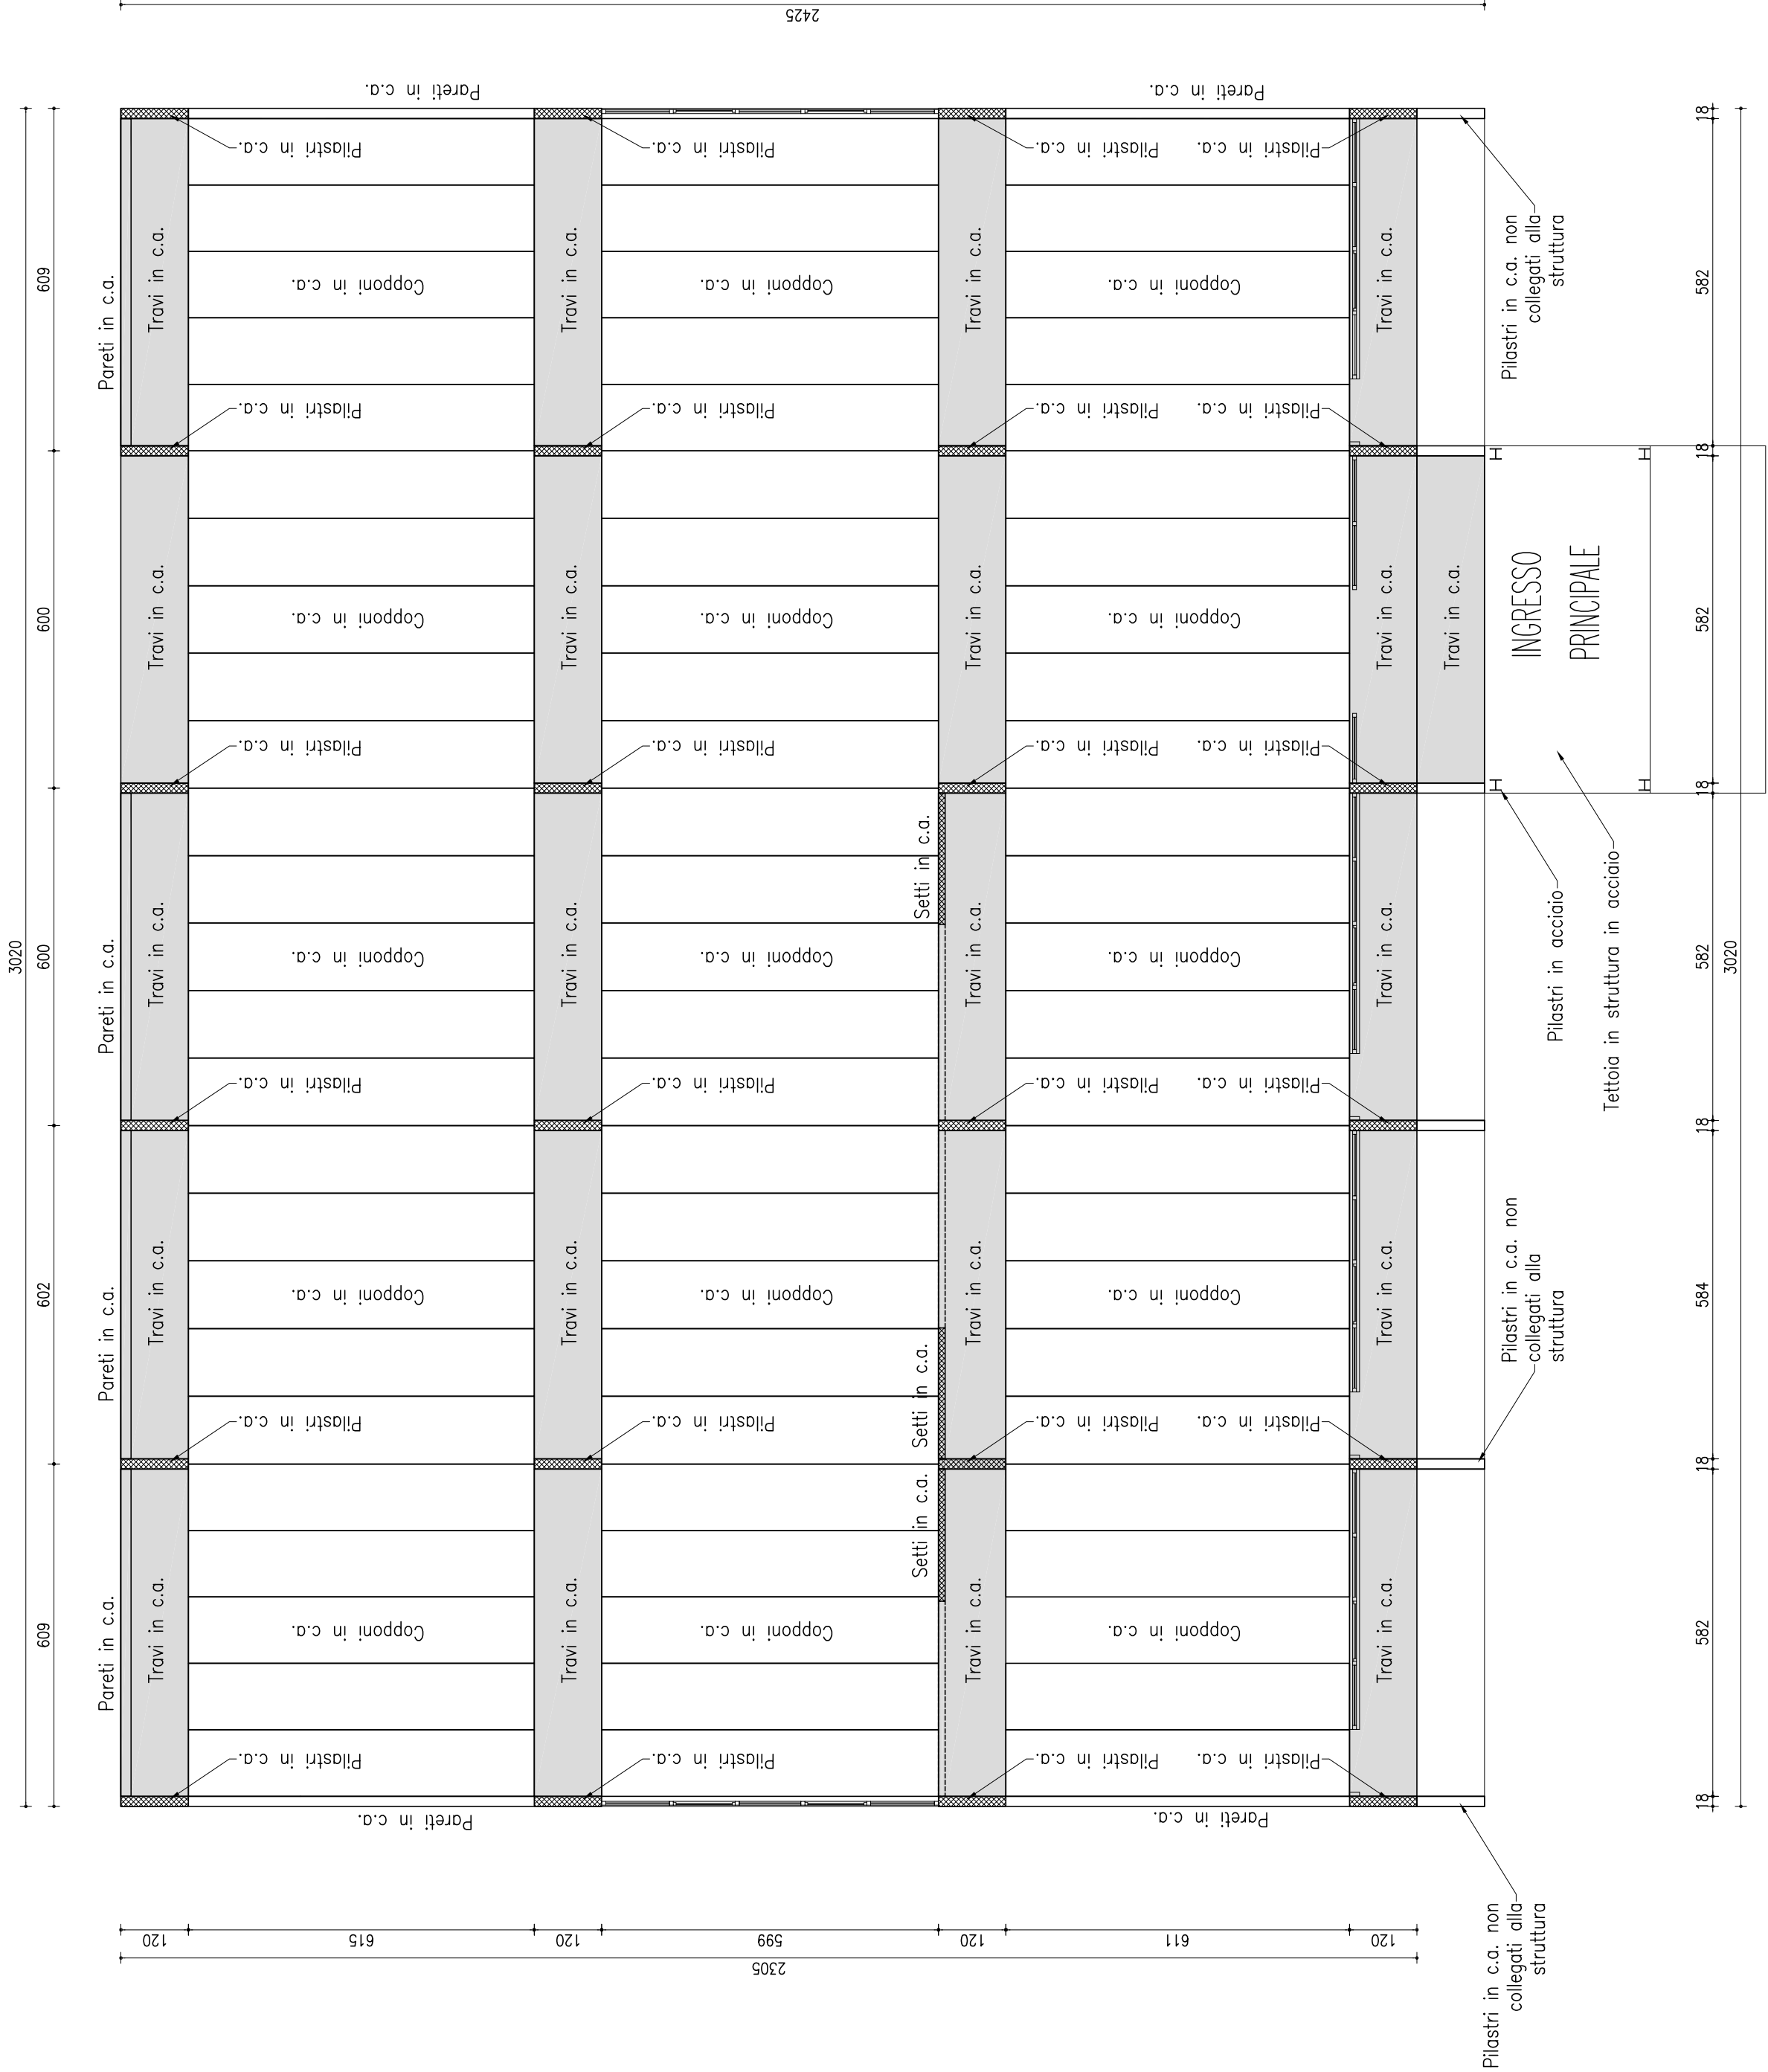 3020
609
602
600
600
609
Pareti in c.a.
Pareti in c.a.
Pareti in c.a.
Pareti in c.a.
120
Travi in c.a.
Travi in c.a.
Travi in c.a.
Travi in c.a.
Travi in c.a.
Pilastri in c.a.
Pilastri in c.a.
Pilastri in c.a.
Pilastri in c.a.
Pilastri in c.a.
Pilastri in c.a.
615
Pareti in c.a.
Copponi in c.a.
Copponi in c.a.
Copponi in c.a.
Copponi in c.a.
Copponi in c.a.
Pareti in c.a.
120
Travi in c.a.
Travi in c.a.
Travi in c.a.
Travi in c.a.
Travi in c.a.
Pilastri in c.a.
Pilastri in c.a.
Pilastri in c.a.
Pilastri in c.a.
Pilastri in c.a.
Pilastri in c.a.
2305
599
Copponi in c.a.
Copponi in c.a.
Copponi in c.a.
Copponi in c.a.
Copponi in c.a.
2425
Setti in c.a.
Setti in c.a.
Setti in c.a.
120
Travi in c.a.
Travi in c.a.
Travi in c.a.
Travi in c.a.
Travi in c.a.
Pilastri in c.a.
Pilastri in c.a.
Pilastri in c.a.
Pilastri in c.a.
Pilastri in c.a.
Pilastri in c.a.
611
Pareti in c.a.
Copponi in c.a.
Copponi in c.a.
Copponi in c.a.
Copponi in c.a.
Copponi in c.a.
Pareti in c.a.
Pilastri in c.a.
Pilastri in c.a.
Pilastri in c.a.
Pilastri in c.a.
Pilastri in c.a.
Pilastri in c.a.
120
Travi in c.a.
Travi in c.a.
Travi in c.a.
Travi in c.a.
Travi in c.a.
Travi in c.a.
Pilastri in c.a. non
collegati alla
struttura
Pilastri in c.a. non
collegati alla
struttura
Pilastri in c.a. non
collegati alla
struttura
INGRESSO
PRINCIPALE
Pilastri in acciaio
Tettoia in struttura in acciaio
18
582
18
584
18
582
18
582
18
582
18
3020